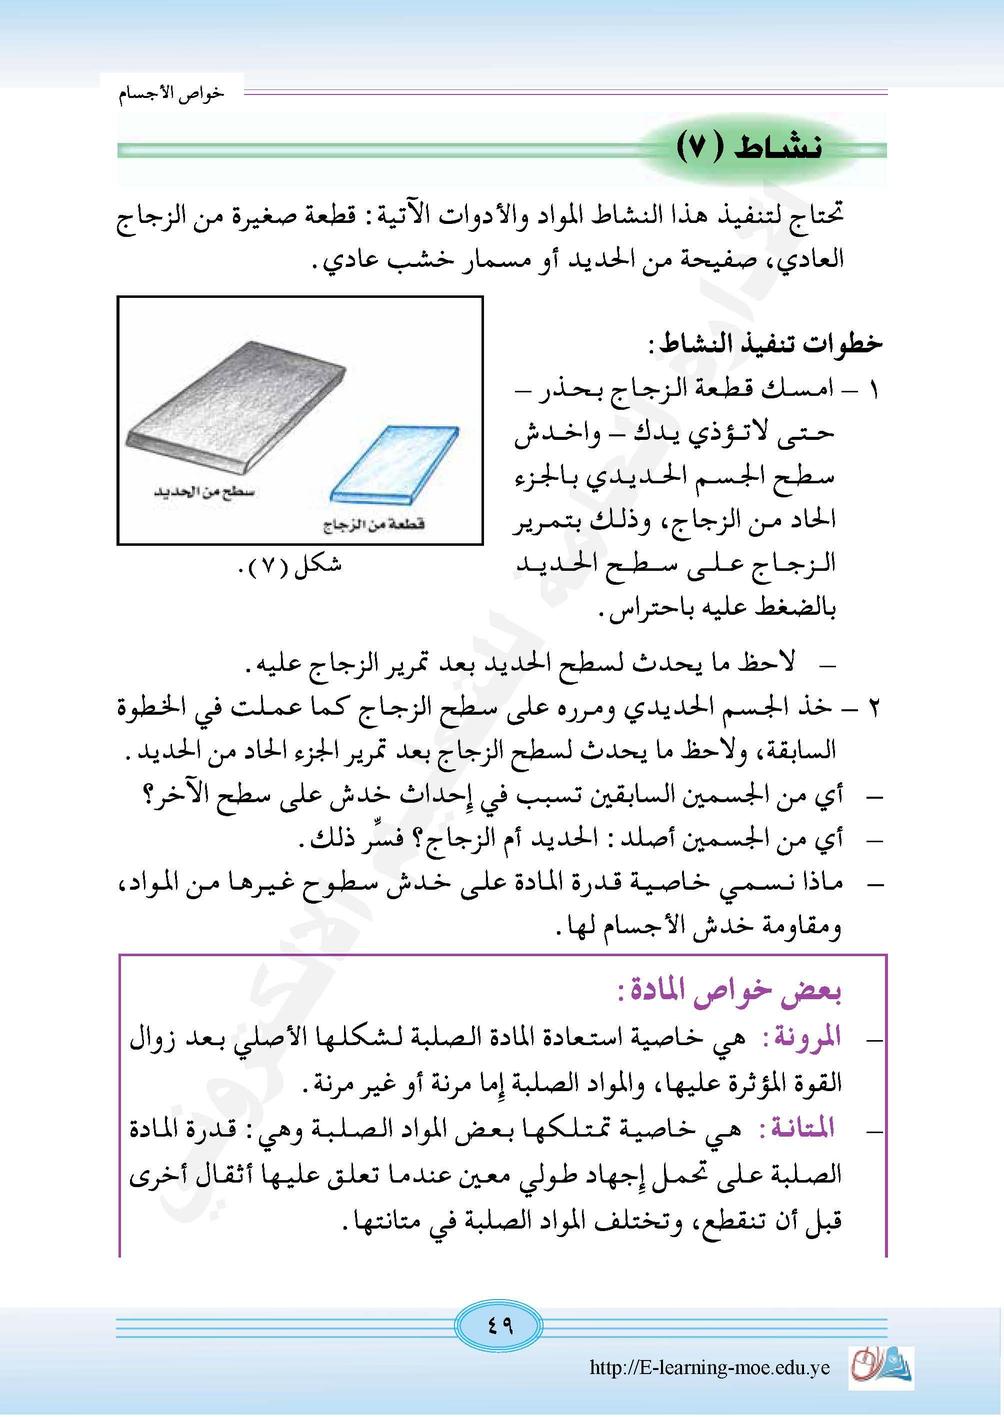 خواص الأجسام
نشاط (٧)
تحتاج لتنفيذ هذا النشاط المواد والأدوات الآتية: قطعة صغيرة من الزجاج
العادي، صفيحة من الحديد أو مسمار خشب عادي.
خطوات تنفيذ النشاط:
١ – امسك قطعة الزجاج بحذر –
حتى لاتؤذي يدك – واخدش
سطح الجسم الحديدي بالجزء
الحاد من الزجاج، وذلك بتمرير
الزجاج على سطح الحديد
بالضغط عليه باحتراس.
سطح من الحديد
قطعة من الزجاج
شكل (٧).
– لاحظ ما يحدث لسطح الحديد بعد تمرير الزجاج عليه.
٢ – خذ الجسم الحديدي ومرره على سطح الزجاج كما عملت في الخطوة
السابقة، ولاحظ ما يحدث لسطح الزجاج بعد تمرير الجزء الحاد من الحديد.
– أي من الجسمين السابقين تسبب في إحداث خدش على سطح الآخر؟
– أي من الجسمين أصلد: الحديد أم الزجاج؟ فسِّر ذلك.
– ماذا نسمي خاصية قدرة المادة على خدش سطوح غيرها من المواد،
ومقاومة خدش الأجسام لها.
بعض خواص المادة:
– المرونة: هي خاصية استعادة المادة الصلبة لشكلها الأصلي بعد زوال
القوة المؤثرة عليها، والمواد الصلبة إما مرنة أو غير مرنة.
– المتانة: هي خاصية تمتلكها بعض المواد الصلبة وهي: قدرة المادة
الصلبة على تحمل إجهاد طولي معين عندما تعلق عليها أثقال أخرى
قبل أن تنقطع، وتختلف المواد الصلبة في متانتها.
٤٩
http://E-learning-moe.edu.ye
الإدارة العامة للتعليم الالكتروني